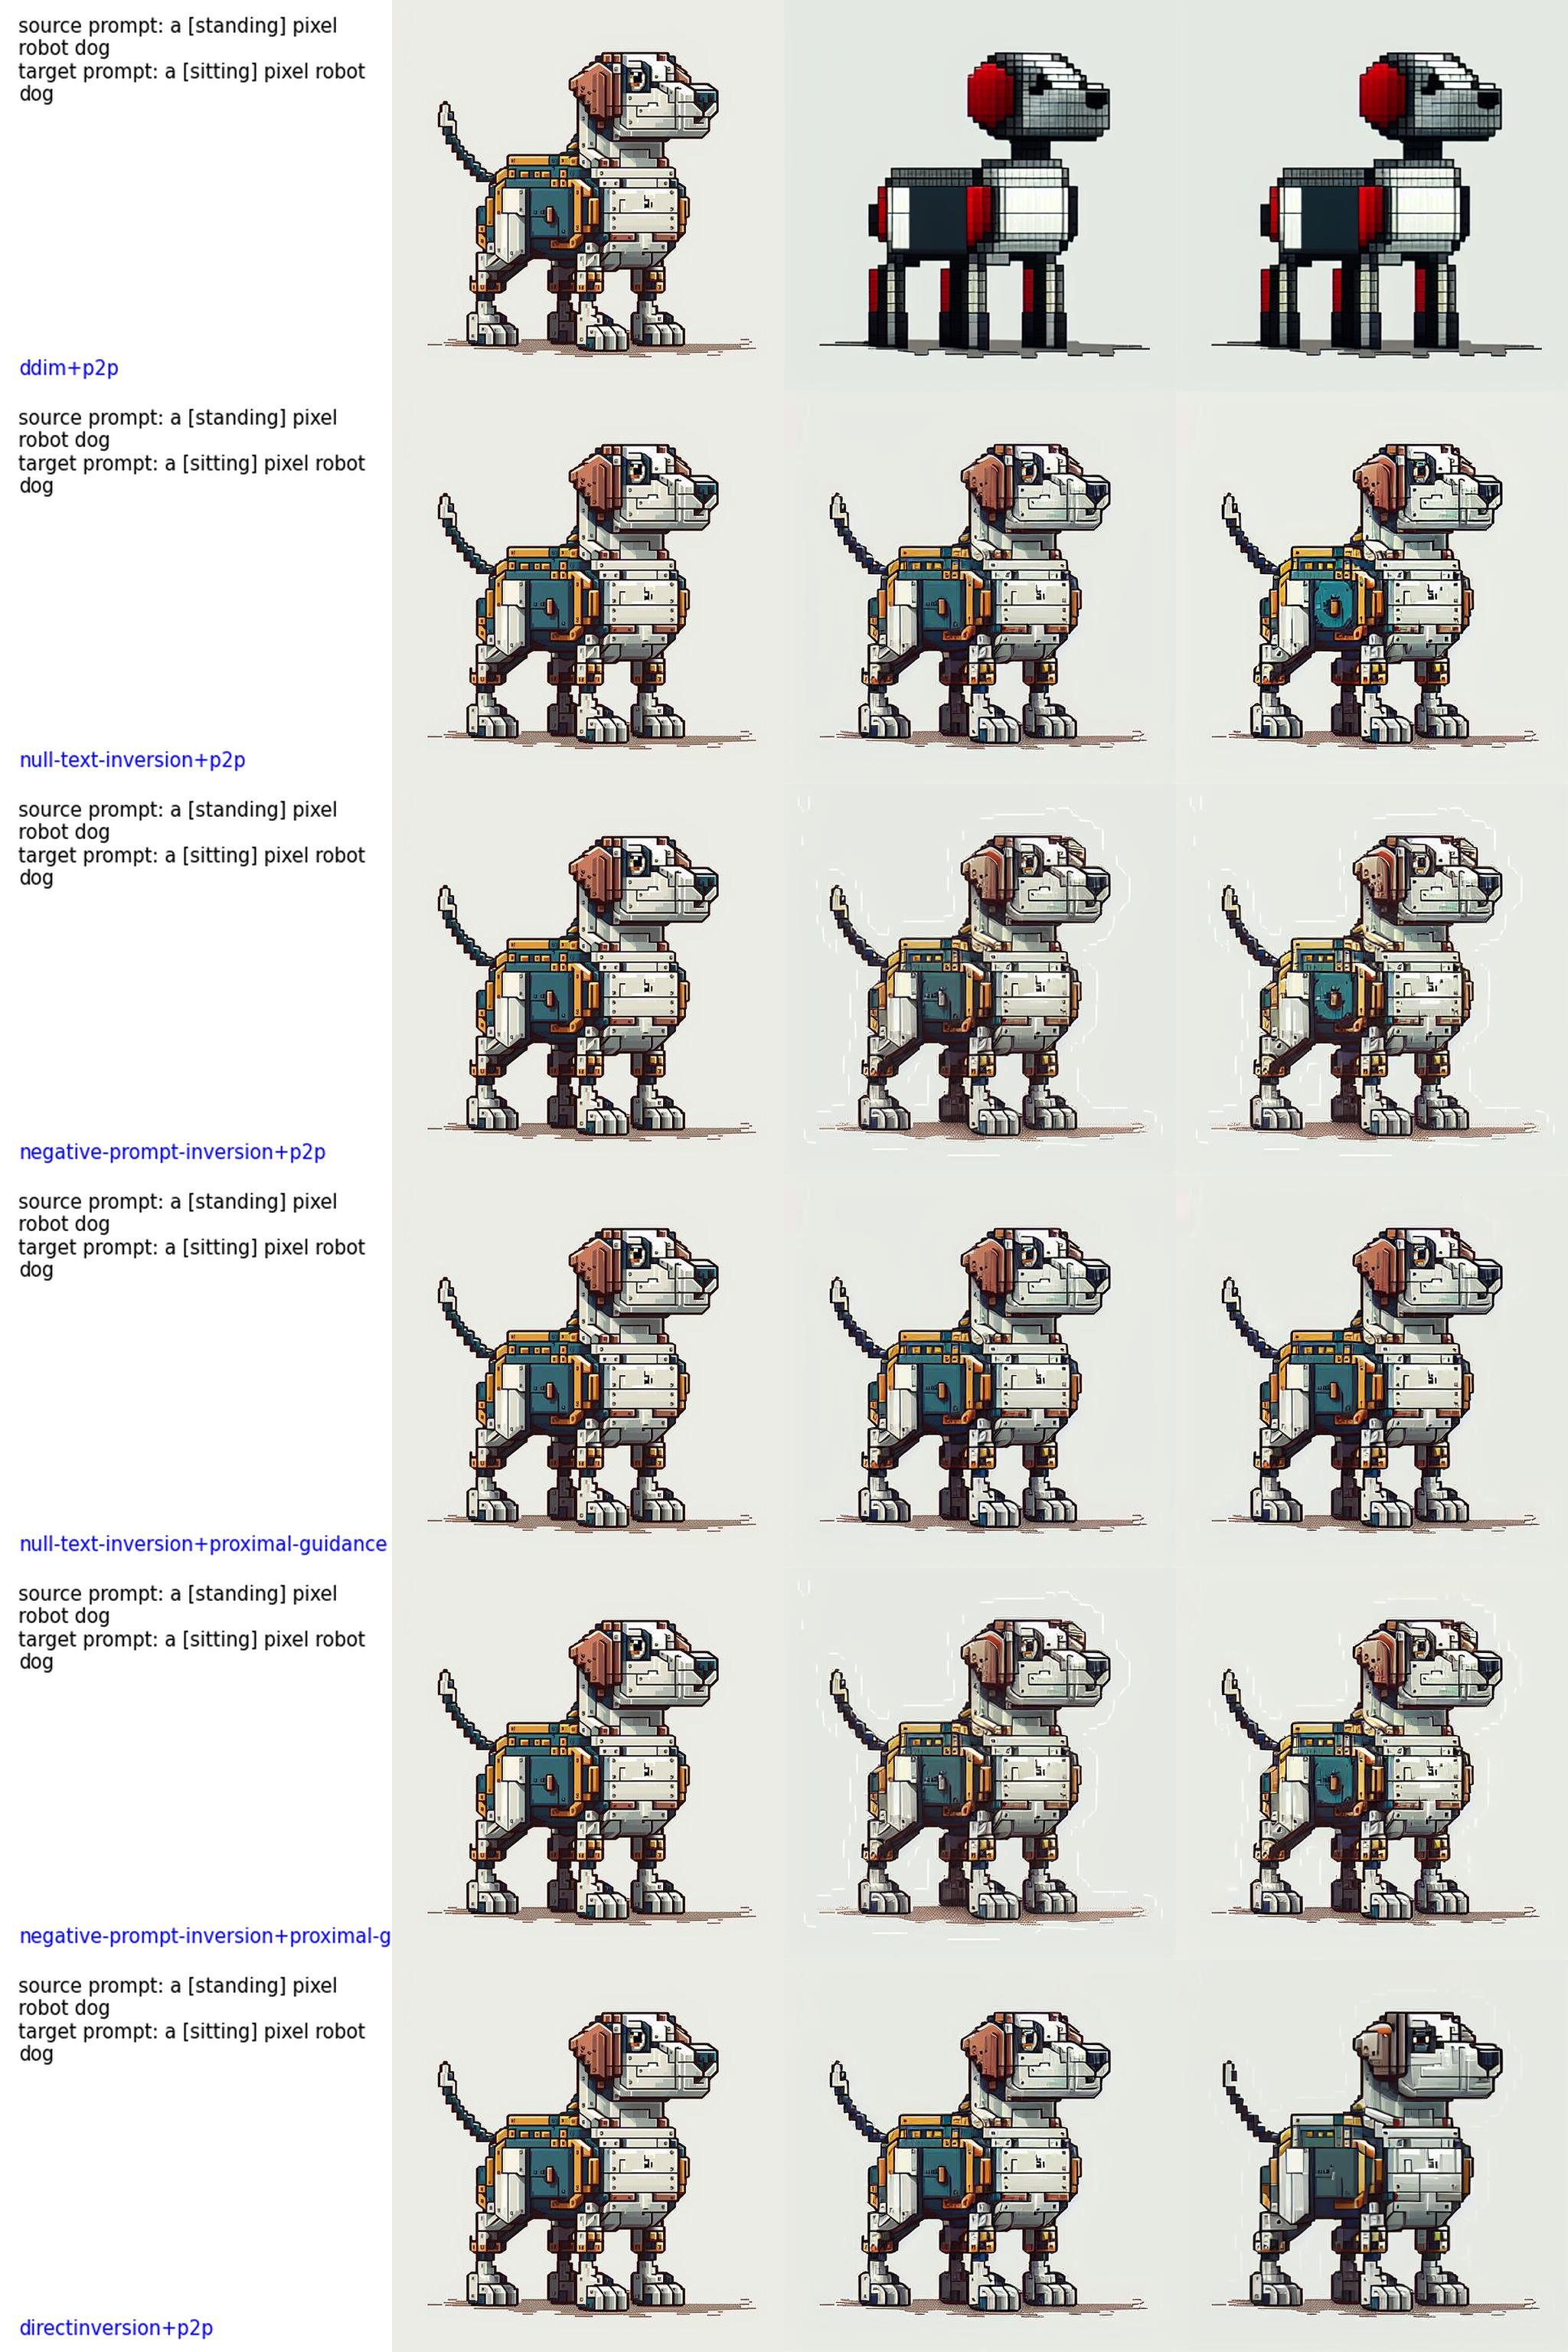 source prompt: a [standing] pixel
robot dog
target prompt: a [sitting] pixel robot
dog
ddim+p2p
source prompt: a [standing] pixel
robot dog
target prompt: a [sitting] pixel robot
dog
null-text-inversion+p2p
source prompt: a [standing] pixel
robot dog
target prompt: a [sitting] pixel robot
dog
negative-prompt-inversion+p2p
source prompt: a [standing] pixel
robot dog
target prompt: a [sitting] pixel robot
dog
null-text-inversion+proximal-guidance
source prompt: a [standing] pixel
robot dog
target prompt: a [sitting] pixel robot
dog
negative-prompt-inversion+proximal-g
source prompt: a [standing] pixel
robot dog
target prompt: a [sitting] pixel robot
dog
directinversion+p2p